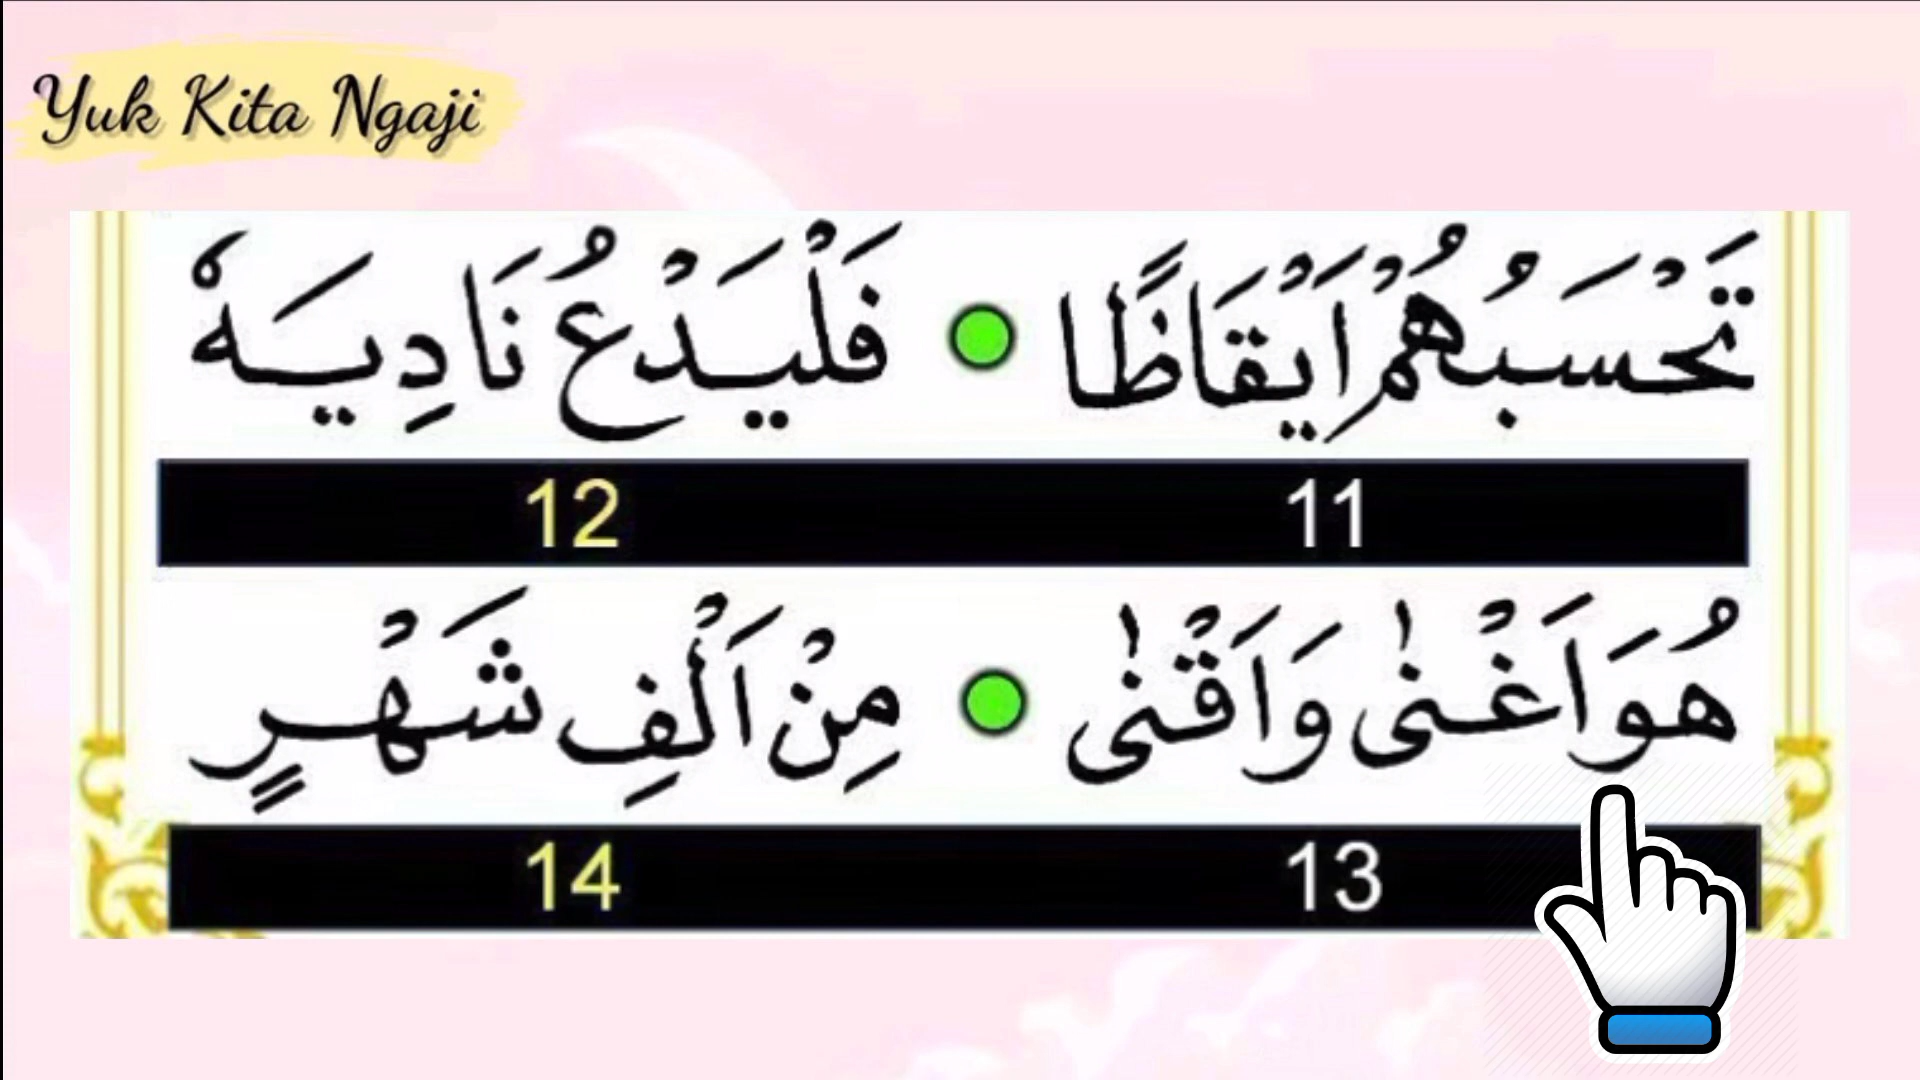 Yuk Kita Ngaji
تَحْسَبُهُمْ اَيْقَاظًا ● فَلْيَدْعُ نَادِيَهٗ
11 12
هُوَ اَغْنٰى وَاَقْنٰى ● مِنْ اَلْفِ شَهْرٍ
13 14